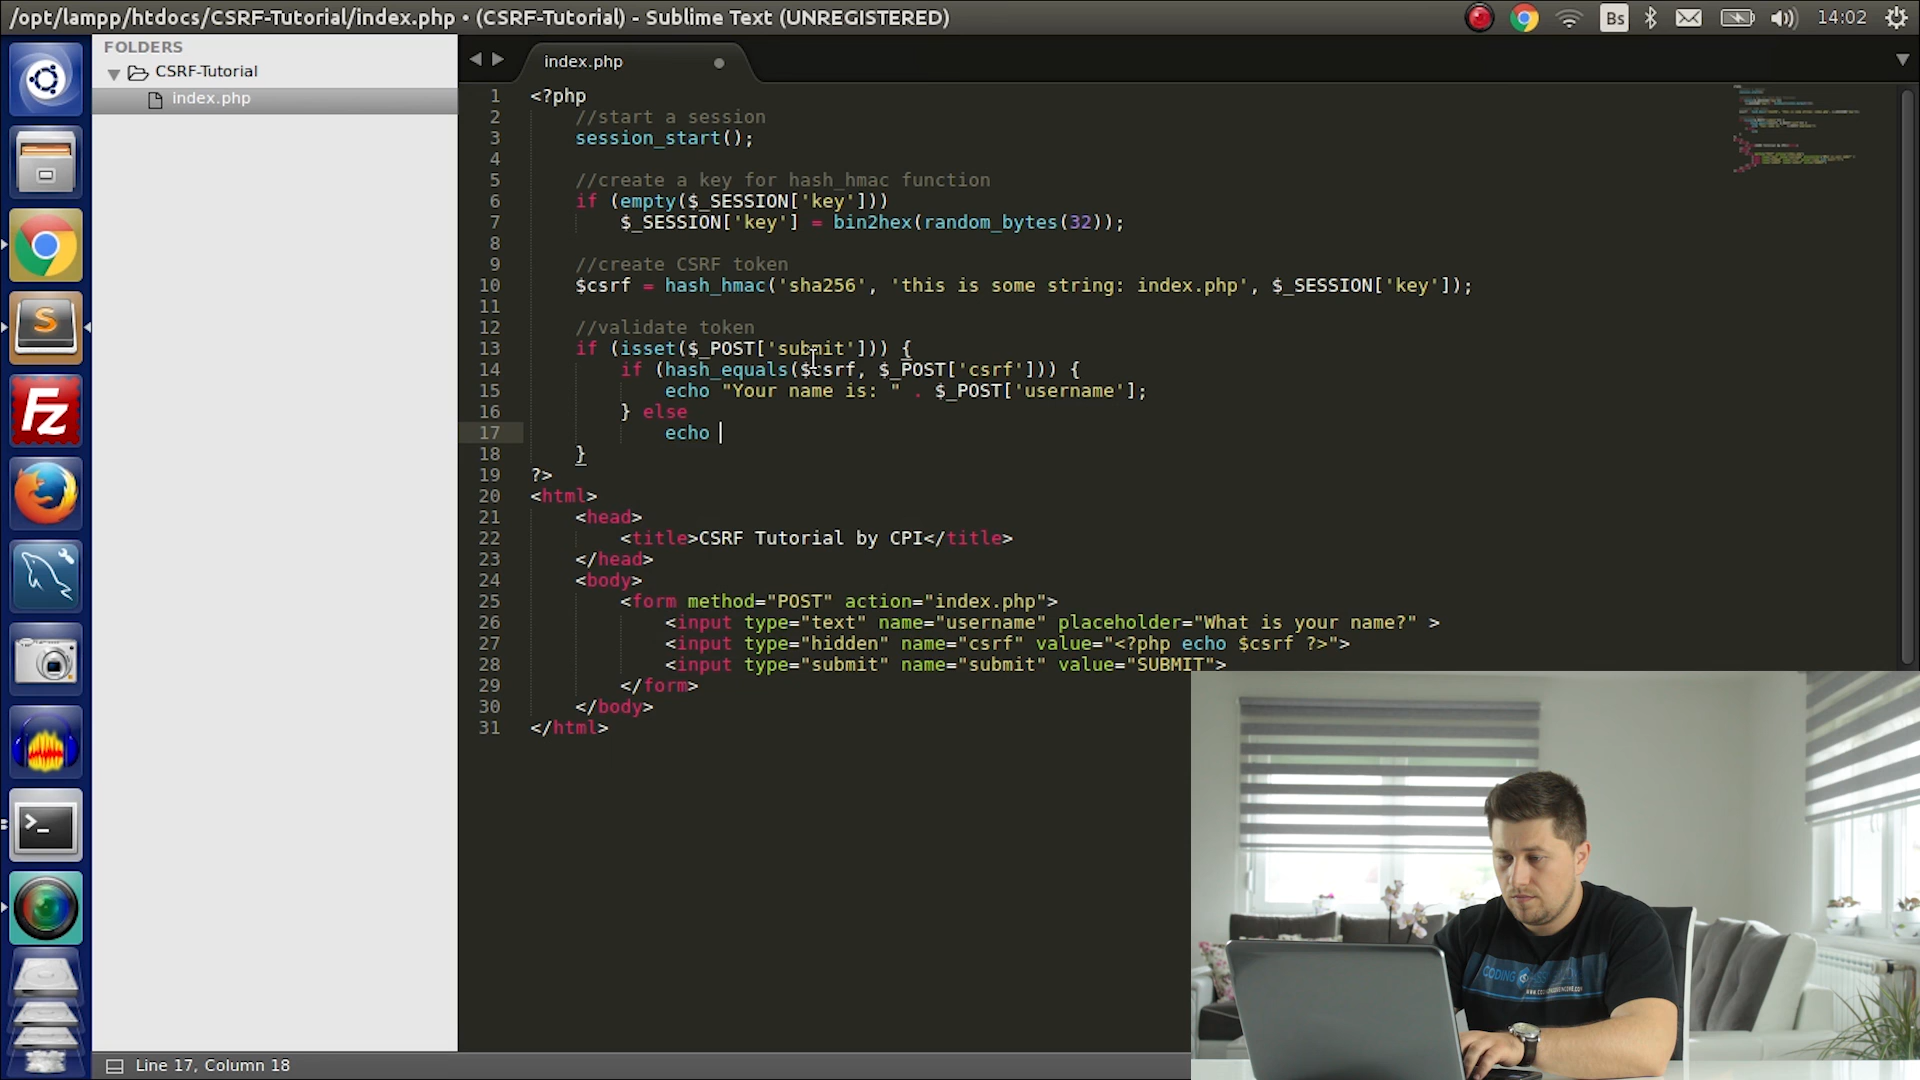 /opt/lampp/htdocs/CSRF-Tutorial/index.php • (CSRF-Tutorial) - Sublime Text (UNREGISTERED)
Bs
14:02
FOLDERS
CSRF-Tutorial
index.php
index.php
1 <?php
2 //start a session
3 session_start();
4
5 //create a key for hash_hmac function
6 if (empty($_SESSION['key']))
7 $_SESSION['key'] = bin2hex(random_bytes(32));
8
9 //create CSRF token
10 $csrf = hash_hmac('sha256', 'this is some string: index.php', $_SESSION['key']);
11
12 //validate token
13 if (isset($_POST['submit'])) {
14 if (hash_equals($csrf, $_POST['csrf'])) {
15 echo "Your name is: " . $_POST['username'];
16 } else
17 echo
18 }
19 ?>
20 <html>
21 <head>
22 <title>CSRF Tutorial by CPI</title>
23 </head>
24 <body>
25 <form method="POST" action="index.php">
26 <input type="text" name="username" placeholder="What is your name?" >
27 <input type="hidden" name="csrf" value="<?php echo $csrf ?>">
28 <input type="submit" name="submit" value="SUBMIT">
29 </form>
30 </body>
31 </html>
CODING
Line 17, Column 18